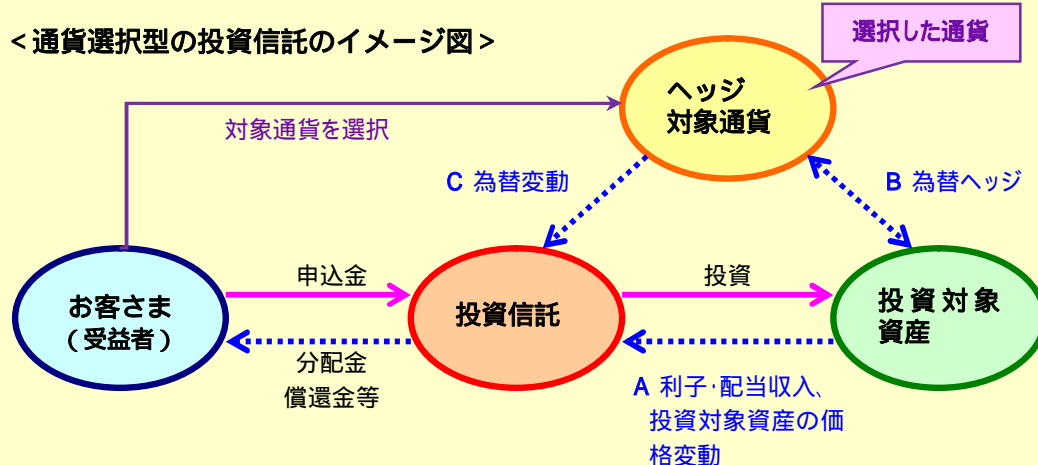 ＜通貨選択型の投資信託のイメージ図＞
選択した通貨
ヘッジ
対象通貨
対象通貨を選択
C 為替変動
B 為替ヘッジ
お客さま
（受益者）
申込金
投資信託
投資
投資対象
資産
分配金
償還金等
A 利子・配当収入、
投資対象資産の価
格変動